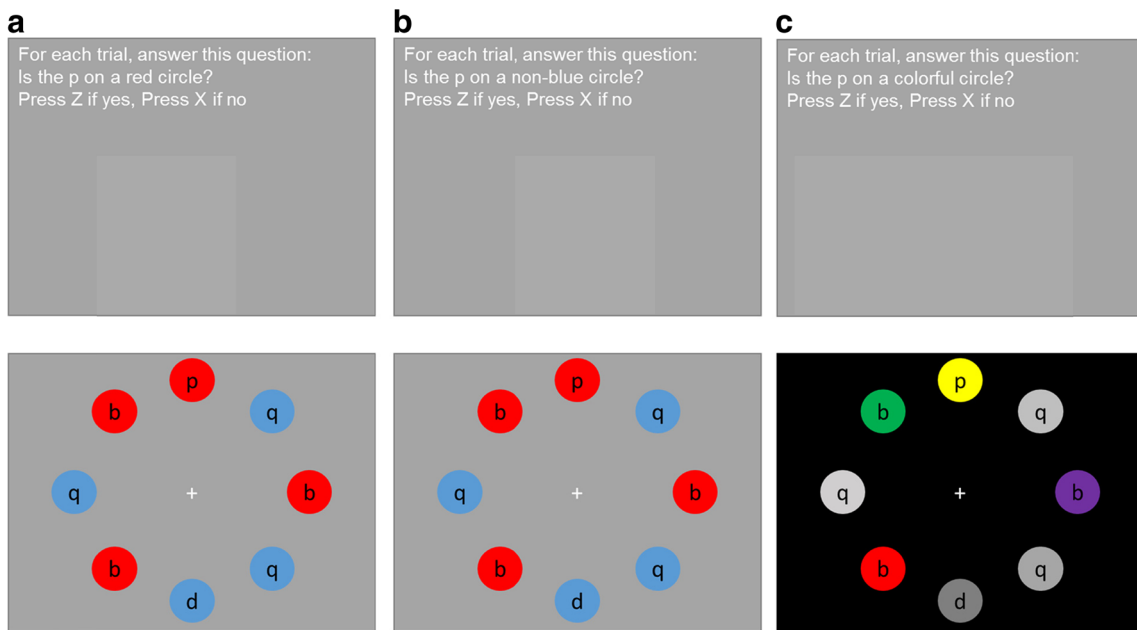 a
For each trial, answer this question:
Is the p on a red circle?
Press Z if yes, Press X if no
b
For each trial, answer this question:
Is the p on a non-blue circle?
Press Z if yes, Press X if no
c
For each trial, answer this question:
Is the p on a colorful circle?
Press Z if yes, Press X if no
p
b q
q + b
b q
d
p
b q
q + b
b q
d
p
b q
q + b
b q
d